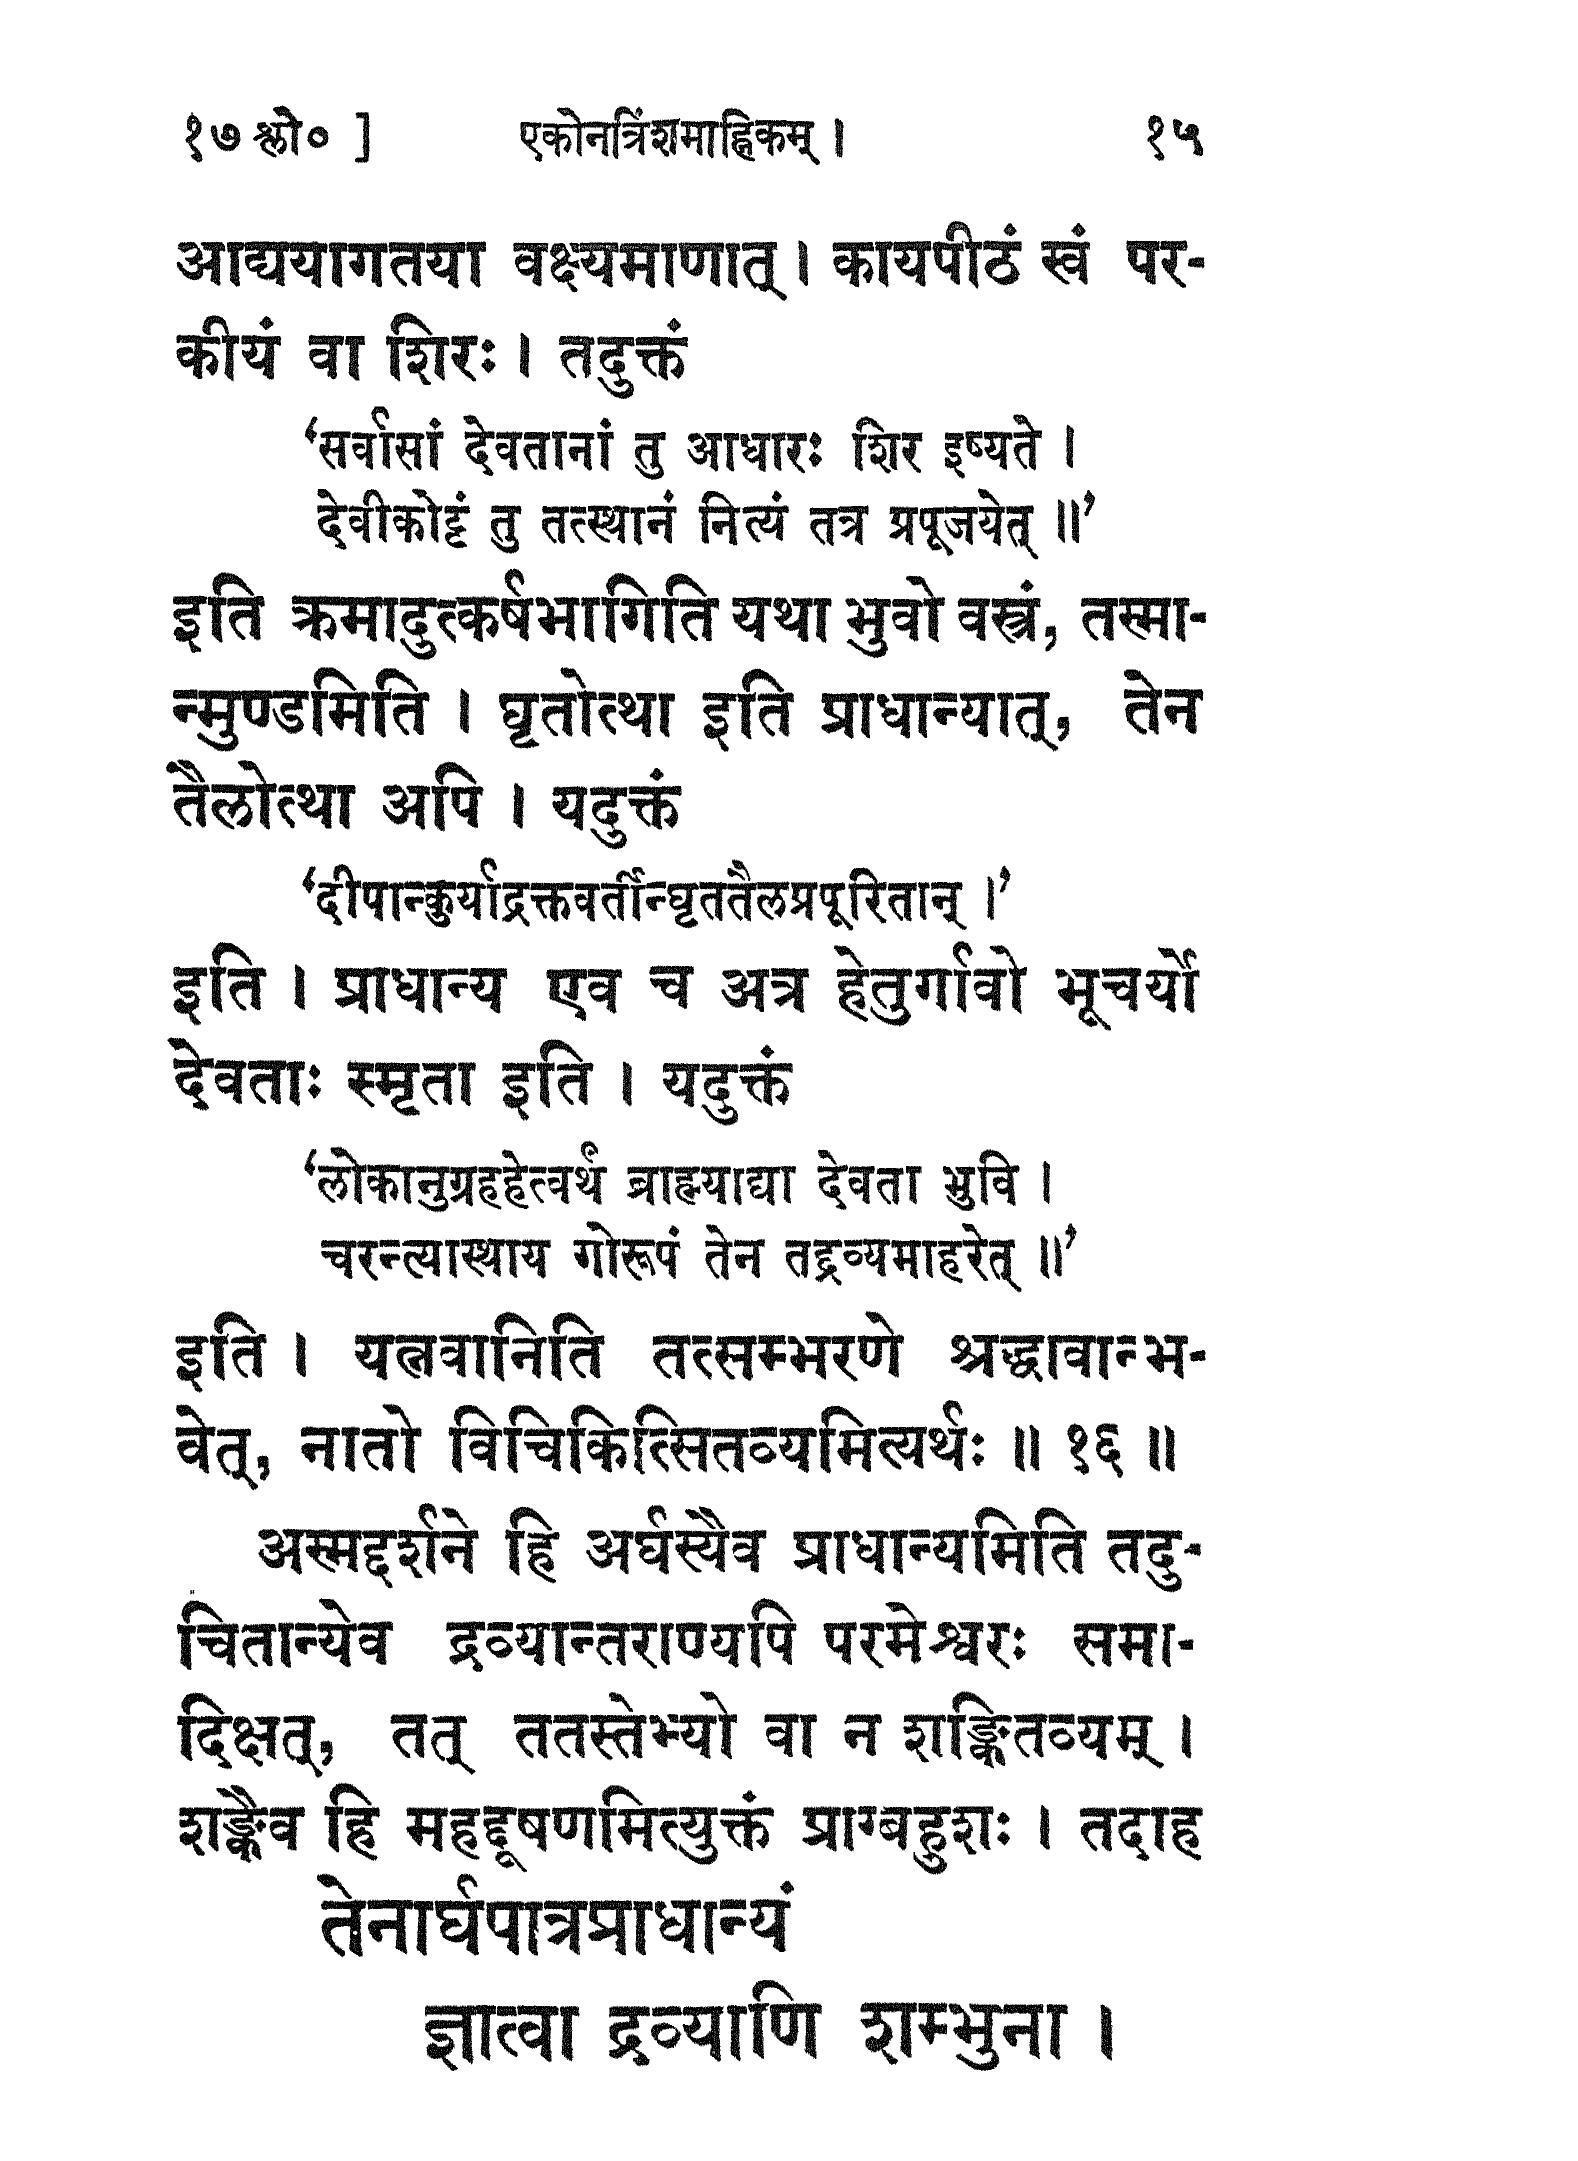 १७ श्लो० ] एकोनत्रिंशमाह्निकम् । १५
आद्ययागतया वक्ष्यमाणात् । कायपीठं स्वं पर-
कीयं वा शिरः । तदुक्तं
‘सर्वासां देवतानां तु आधारः शिर इष्यते ।
देवीकोट्टं तु तत्स्थानं नित्यं तत्र प्रपूजयेत् ॥’
इति क्रमादुत्कर्षभागिति यथा भुवो वस्त्रं, तस्मा-
न्मुण्डमिति । घृतोत्था इति प्राधान्यात्, तेन
तैलोत्था अपि । यदुक्तं
‘दीपान्कुर्याद्रक्तवर्तीन्घृततैलप्रपूरितान् ।’
इति । प्राधान्य एव च अत्र हेतुर्गावो भूचर्यो
देवताः स्मृता इति । यदुक्तं
‘लोकानुग्रहहेत्वर्थं ब्राह्म्याद्या देवता भुवि ।
चरन्त्यास्थाय गोरूपं तेन तद्द्रव्यमाहरेत् ॥’
इति । यत्नवानिति तत्सम्भरणे श्रद्धावान्भ-
वेत्, नातो विचिकित्सितव्यमित्यर्थः ॥ १६ ॥
अस्मद्दर्शने हि अर्घस्यैव प्राधान्यमिति तदु-
चितान्येव द्रव्यान्तराण्यपि परमेश्वरः समा-
दिक्षत्, तत् ततस्तेभ्यो वा न शङ्कितव्यम् ।
शङ्कैव हि महद्दूषणमित्युक्तं प्राग्बहुशः । तदाह
तेनार्घपात्रप्राधान्यं
ज्ञात्वा द्रव्याणि शम्भुना ।